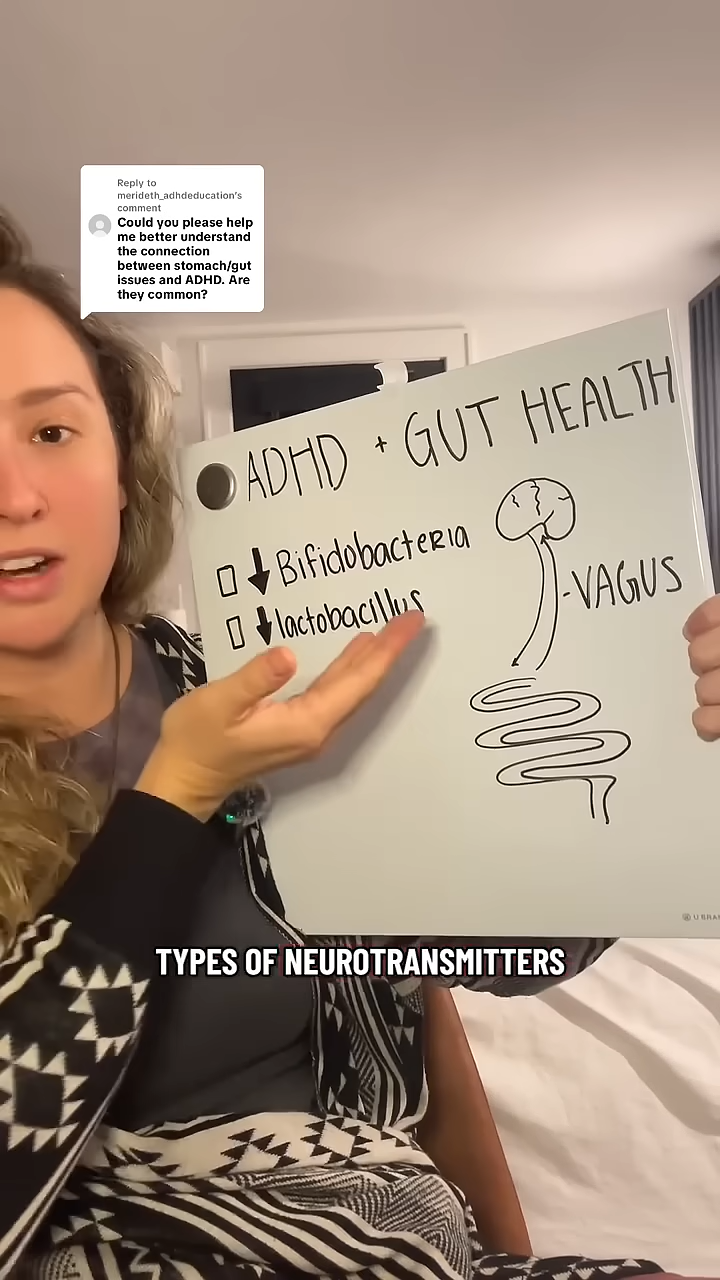 Reply to
merideth_adhdeducation's
comment
Could you please help
me better understand
the connection
between stomach/gut
issues and ADHD. Are
they common?
ADHD + GUT HEALTH
↓ Bifidobacteria
↓ lactobacillus
-VAGUS
TYPES OF NEUROTRANSMITTERS